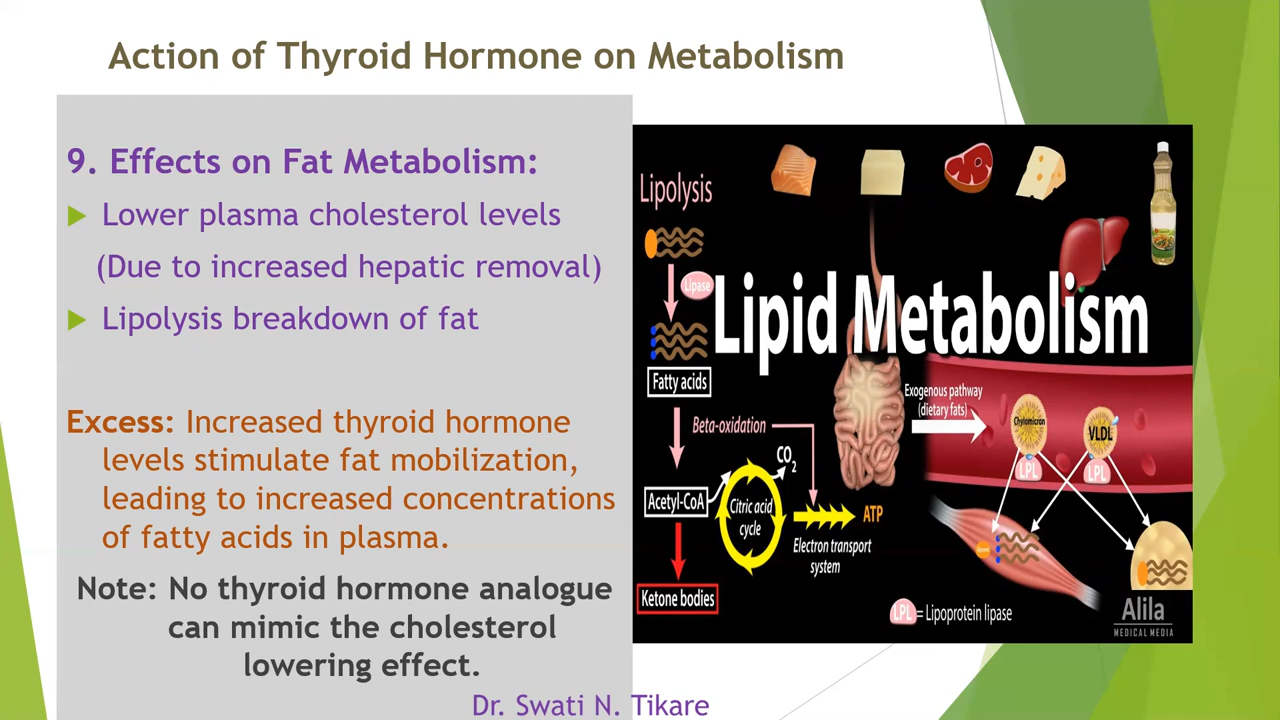 Action of Thyroid Hormone on Metabolism
9. Effects on Fat Metabolism:
Lower plasma cholesterol levels
(Due to increased hepatic removal)
Lipolysis breakdown of fat
Excess: Increased thyroid hormone
levels stimulate fat mobilization,
leading to increased concentrations
of fatty acids in plasma.
Note: No thyroid hormone analogue
can mimic the cholesterol
lowering effect.
Lipolysis
Lipase
Lipid Metabolism
Fatty acids
Exogenous pathway
(dietary fats)
Beta-oxidation
Chylomicron
VLDL
CO2
LPL
LPL
Acetyl-CoA
Citric acid
cycle
ATP
Electron transport
system
Ketone bodies
LPL = Lipoprotein lipase
Alila
MEDICAL MEDIA
Dr. Swati N. Tikare